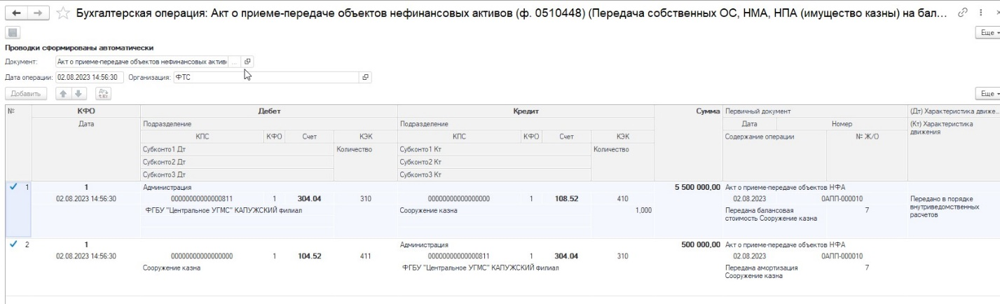 Бухгалтерская операция: Акт о приеме-передаче объектов нефинансовых активов (ф. 0510448) (Передача собственных ОС, НМА, НПА (имущество казны) на бал...
Еще
Проводки сформированы автоматически
Документ: Акт о приеме-передаче объектов нефинансовых активі ...
Дата операции: 02.08.2023 14:56:30 Организация: ФТС
Добавить Еще
№ КФО Дебет Кредит Сумма Первичный документ (Дт) Характеристика движе...
Дата Подразделение Подразделение Дата Номер (Кт) Характеристика движения
КПС КФО Счет КЭК КПС КФО Счет КЭК Содержание операции № Ж/О
Субконто1 Дт Количество Субконто1 Кт Количество
Субконто2 Дт Субконто2 Кт
Субконто3 Дт Субконто3 Кт
1 1 Администрация 5 500 000,00 Акт о приеме-передаче объектов НФА
02.08.2023 14:56:30 00000000000000811 1 304.04 310 00000000000000000 1 108.52 410 02.08.2023 0АПП-000010 Передано в порядке
ФГБУ "Центральное УГМС" КАПУЖСКИЙ филиал Сооружение казна 1,000 Передана балансовая 7 внутриведомственных
стоимость Сооружение казна расчетов
2 1 Администрация 500 000,00 Акт о приеме-передаче объектов НФА
02.08.2023 14:56:30 00000000000000000 1 104.52 411 00000000000000811 1 304.04 310 02.08.2023 0АПП-000010
Сооружение казна ФГБУ "Центральное УГМС" КАПУЖСКИЙ филиал Передана амортизация 7
Сооружение казна